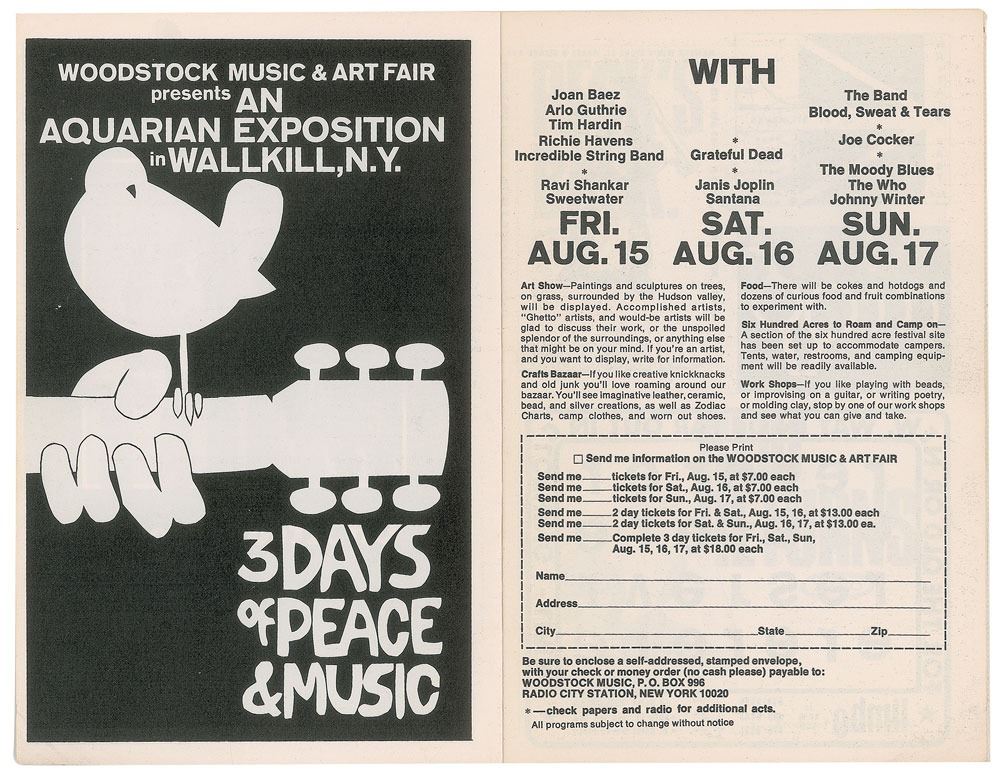 WOODSTOCK MUSIC & ART FAIR
presents AN
AQUARIAN EXPOSITION
in WALLKILL, N.Y.
3 DAYS
of PEACE
& MUSIC
WITH
Joan Baez
Arlo Guthrie
Tim Hardin
Richie Havens
Incredible String Band
*
Ravi Shankar
Sweetwater
FRI.
AUG. 15
*
Grateful Dead
*
Janis Joplin
Santana
SAT.
AUG. 16
The Band
Blood, Sweat & Tears
*
Joe Cocker
*
The Moody Blues
The Who
Johnny Winter
SUN.
AUG. 17
Art Show—Paintings and sculptures on trees,
on grass, surrounded by the Hudson valley,
will be displayed. Accomplished artists,
“Ghetto” artists, and would-be artists will be
glad to discuss their work, or the unspoiled
splendor of the surroundings, or anything else
that might be on your mind. If you're an artist,
and you want to display, write for information.
Crafts Bazaar—If you like creative knickknacks
and old junk you'll love roaming around our
bazaar. You'll see imaginative leather, ceramic,
bead, and silver creations, as well as Zodiac
Charts, camp clothes, and worn out shoes.
Food—There will be cokes and hotdogs and
dozens of curious food and fruit combinations
to experiment with.
Six Hundred Acres to Roam and Camp on—
A section of the six hundred acre festival site
has been set up to accommodate campers.
Tents, water, restrooms, and camping equip-
ment will be readily available.
Work Shops—If you like playing with beads,
or improvising on a guitar, or writing poetry,
or molding clay, stop by one of our work shops
and see what you can give and take.
Please Print
☐ Send me information on the WOODSTOCK MUSIC & ART FAIR
Send me____tickets for Fri., Aug. 15, at $7.00 each
Send me____tickets for Sat., Aug. 16, at $7.00 each
Send me____tickets for Sun., Aug. 17, at $7.00 each
Send me____2 day tickets for Fri. & Sat., Aug. 15, 16, at $13.00 each
Send me____2 day tickets for Sat. & Sun., Aug. 16, 17, at $13.00 ea.
Send me____Complete 3 day tickets for Fri., Sat., Sun,
Aug. 15, 16, 17, at $18.00 each
Name____
Address____
City____State____Zip____
Be sure to enclose a self-addressed, stamped envelope,
with your check or money order (no cash please) payable to:
WOODSTOCK MUSIC, P. O. BOX 996
RADIO CITY STATION, NEW YORK 10020
*—check papers and radio for additional acts.
All programs subject to change without notice